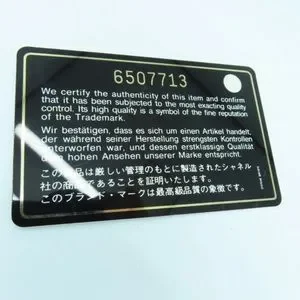 6507713
We certify the authenticity of this item and confirm
that it has been subjected to the most exacting quality
control. Its high quality is a symbol of the fine reputation
of the Trademark.
Wir bestätigen, dass es sich um einen Artikel handelt,
der während seiner Herstellung strengsten Kontrollen
unterworfen war, und dessen erstklassige Qualität
dem hohen Ansehen unserer Marke entspricht.
この製品は厳しい管理のもとに製造されたシャネル
社の商品であることを証明いたします。
このブランド・マークは最高級品質の象徴です。